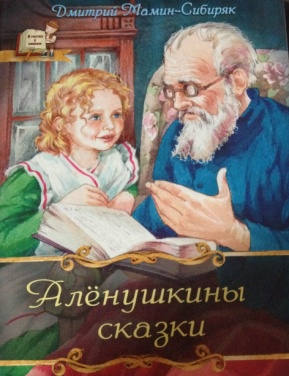 Дмитрий Мамин-Сибиряк
Алёнушкины
сказки